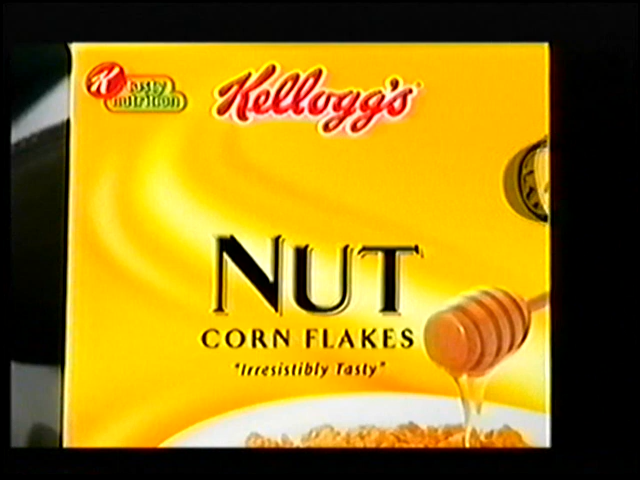 K tasty
nutrition
Kellogg's
NUT
CORN FLAKES
"Irresistibly Tasty"